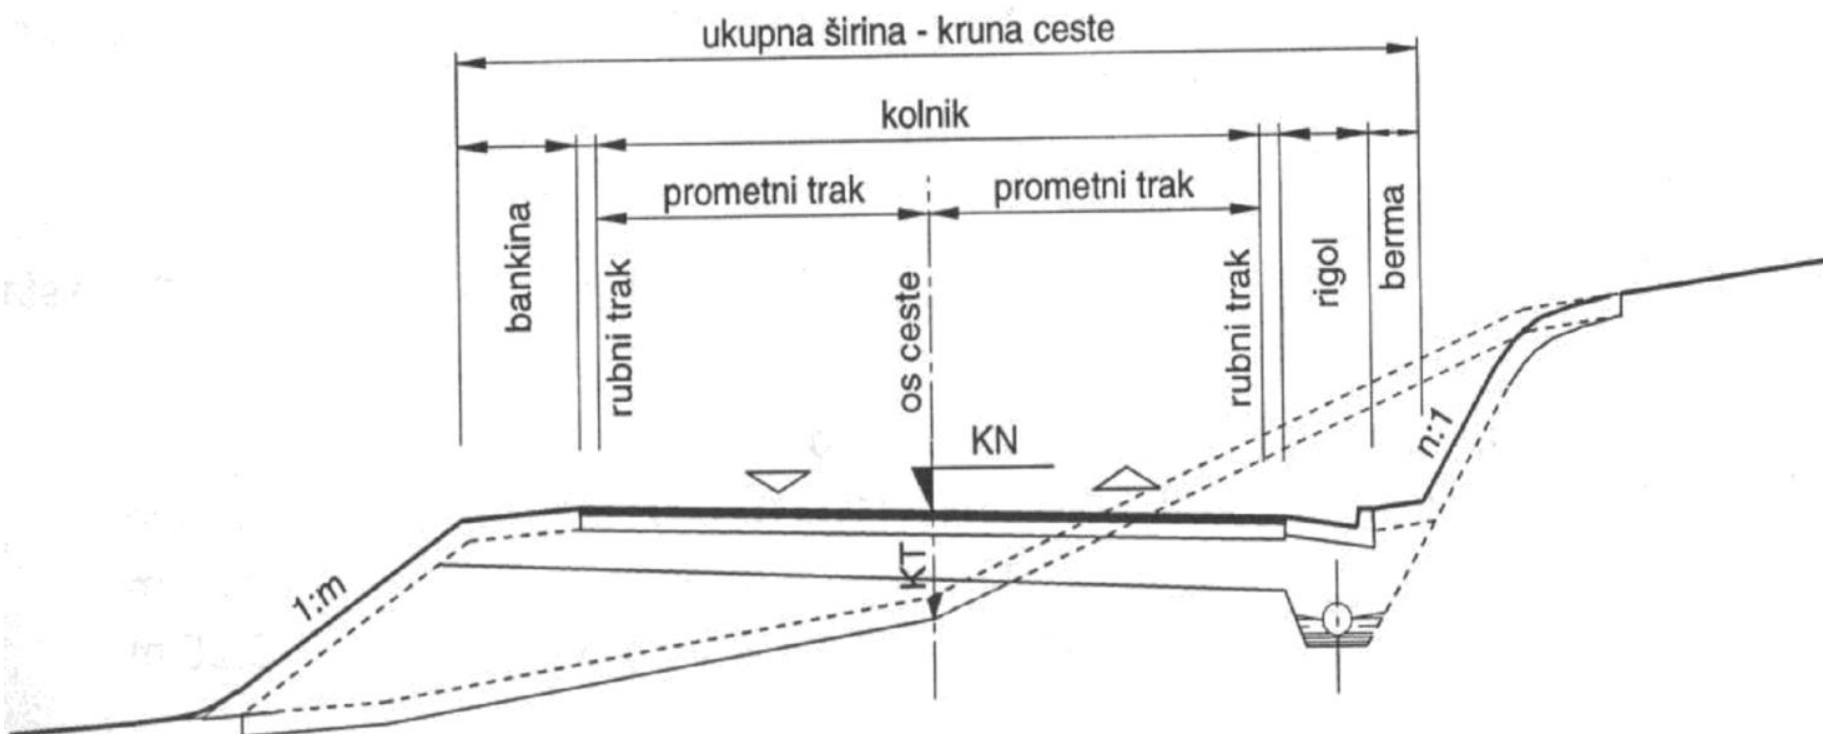 ukupna širina - kruna ceste
kolnik
prometni trak
prometni trak
bankina
rubni trak
os ceste
rubni trak
rigol
berma
KN
n:1
KT
1:m